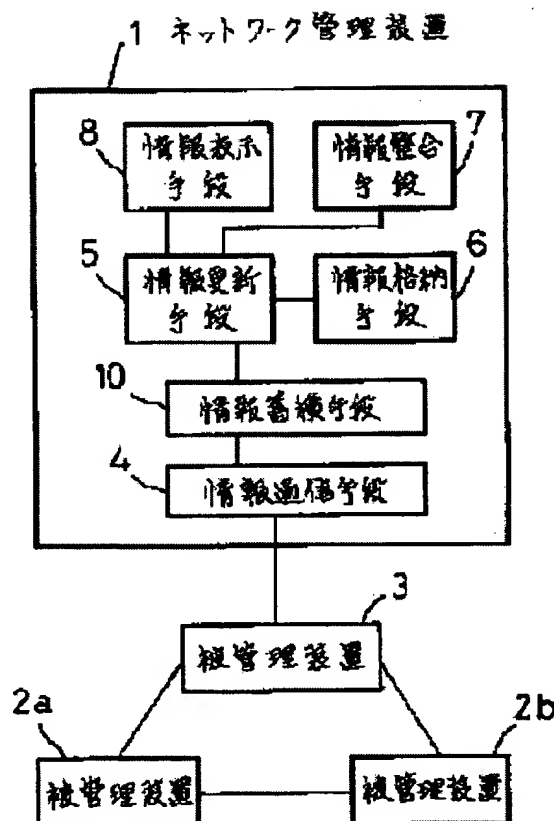 1 ネットワーク管理装置
8
情報表示
手段
7
情報整合
手段
5
情報更新
手段
6
情報格納
手段
10
情報蓄積手段
4
情報通信手段
3
被管理装置
2a
被管理装置
2b
被管理装置